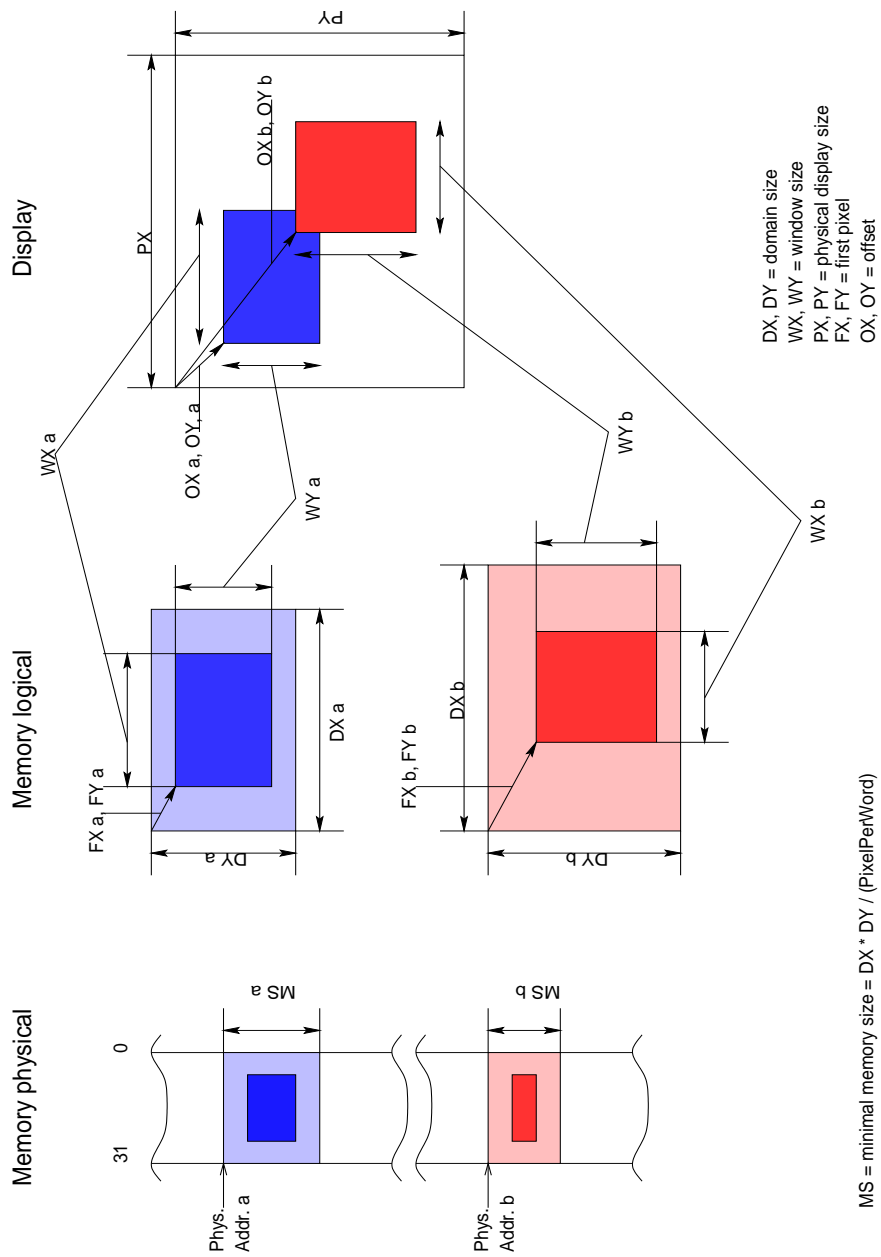 Memory physical
Memory logical
Display
31
0
Phys.
Addr. a
MS a
Phys.
Addr. b
MS b
FX a, FY a
DY a
DX a
FX b, FY b
DX b
DY b
WX a
WY a
WY b
WX b
PX
PY
OX a, OY, a
OX b, OY b
DX, DY = domain size
WX, WY = window size
PX, PY = physical display size
FX, FY = first pixel
OX, OY = offset
MS = minimal memory size = DX * DY / (PixelPerWord)